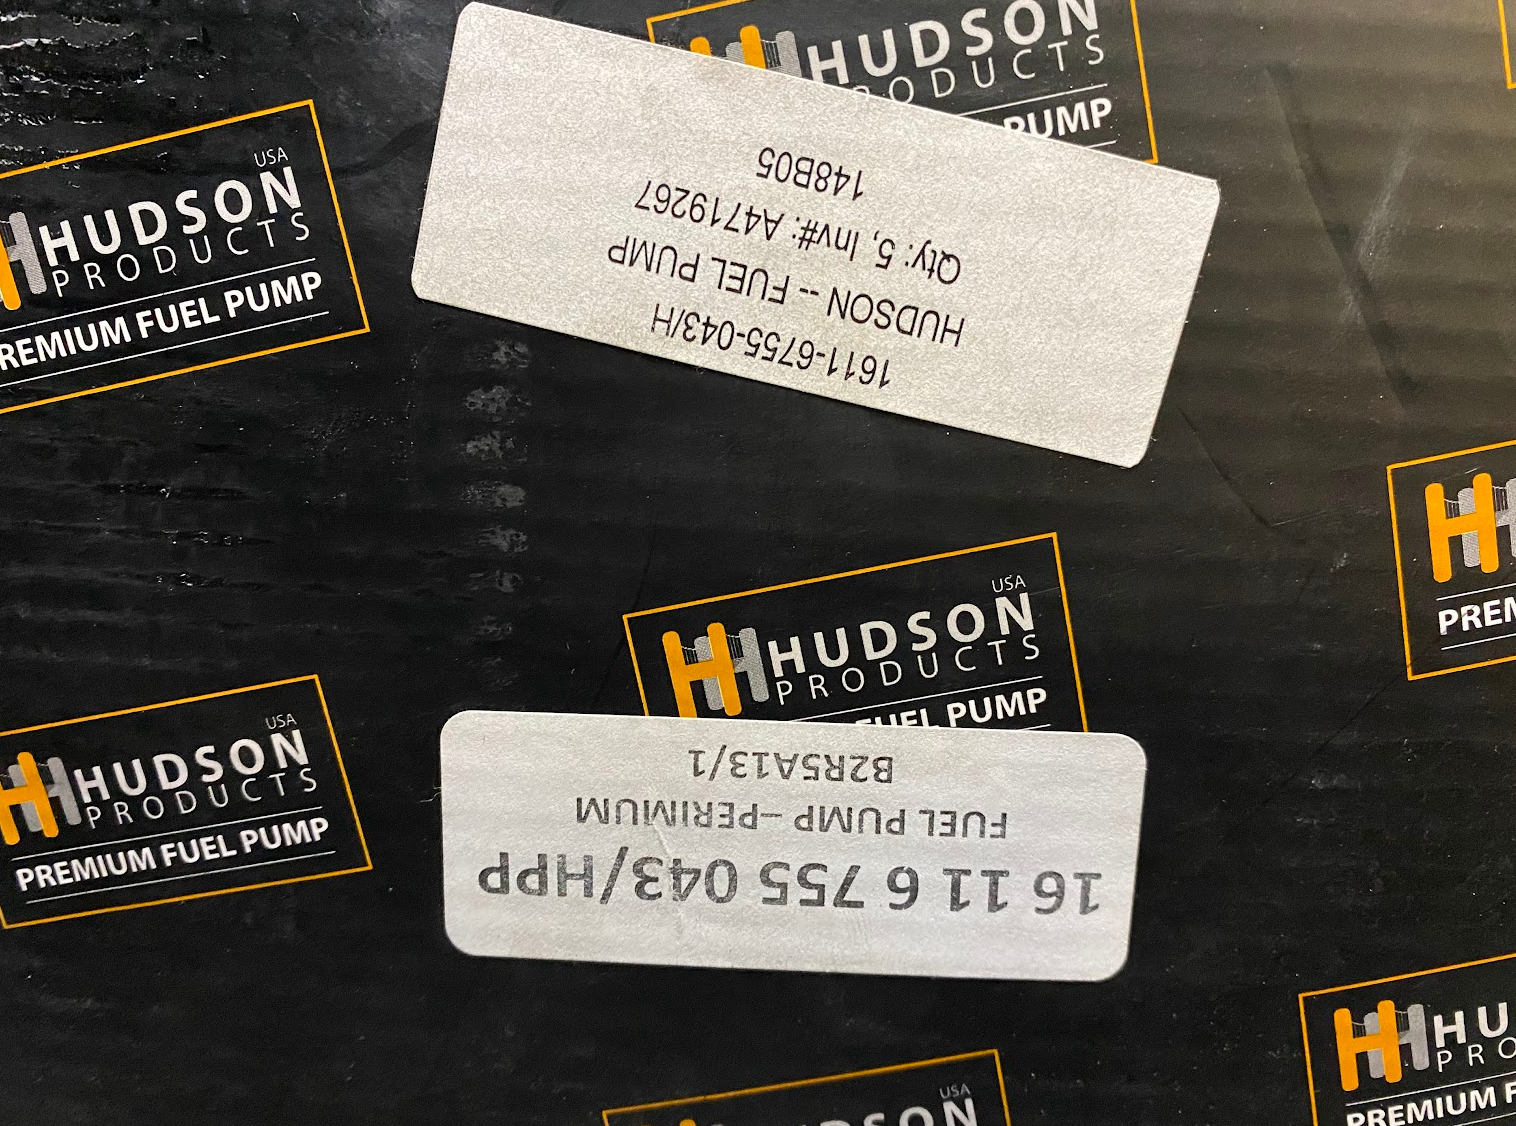 HUDSON
PRODUCTS
PUMP
USA
HUDSON
PRODUCTS
PREMIUM FUEL PUMP
1611-6755-043/H
HUDSON -- FUEL PUMP
Qty: 5, Inv#: A4719267
148B05
USA
HUDSON
PRODUCTS
FUEL PUMP
PREM
16 11 6 755 043/HPP
FUEL PUMP-PERIMIUM
B2R5A13/1
USA
HUDSON
PRODUCTS
PREMIUM FUEL PUMP
HU
PRO
PREMIUM F
USA
HUDSON